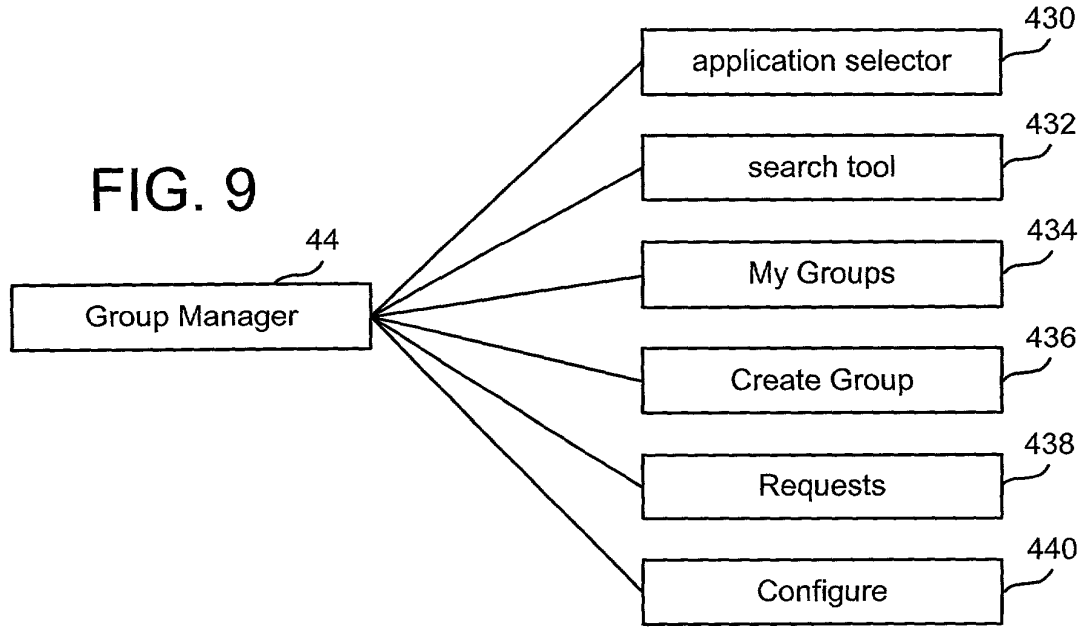 FIG. 9
44
Group Manager
430
application selector
432
search tool
434
My Groups
436
Create Group
438
Requests
440
Configure